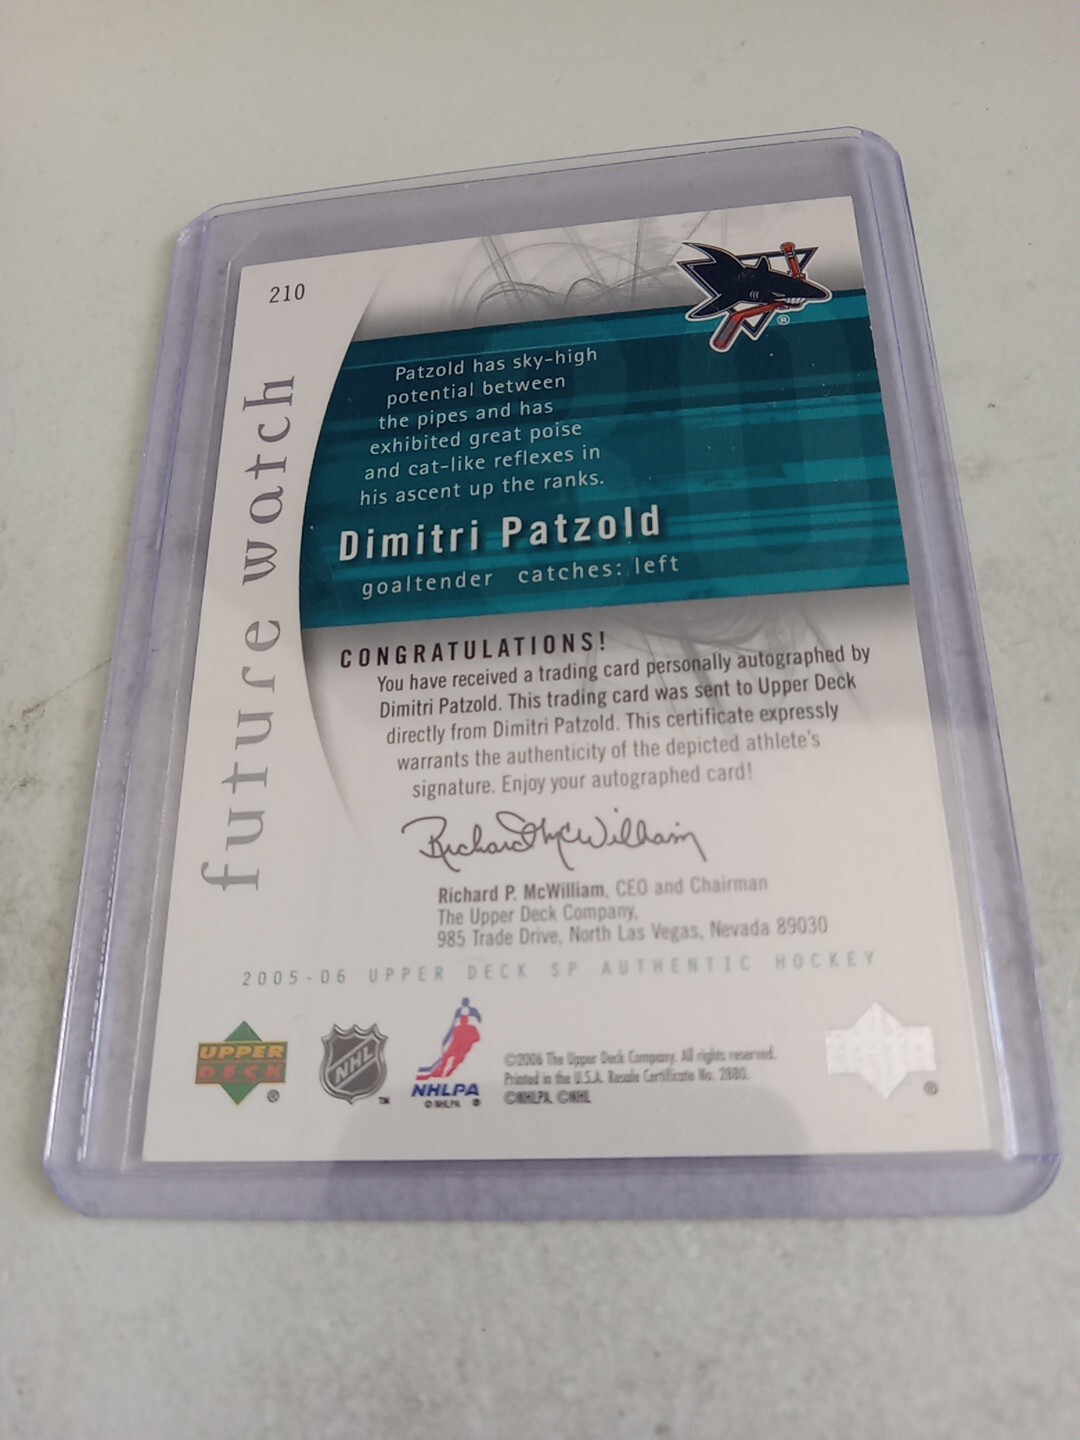 210
future watch
Patzold has sky-high
potential between
the pipes and has
exhibited great poise
and cat-like reflexes in
his ascent up the ranks.
Dimitri Patzold
goaltender catches: left
CONGRATULATIONS!
You have received a trading card personally autographed by
Dimitri Patzold. This trading card was sent to Upper Deck
directly from Dimitri Patzold. This certificate expressly
warrants the authenticity of the depicted athlete's
signature. Enjoy your autographed card!
Richard McWilliam
Richard P. McWilliam, CEO and Chairman
The Upper Deck Company,
985 Trade Drive, North Las Vegas, Nevada 89030
2005-06 UPPER DECK SP AUTHENTIC HOCKEY
UPPER
DECK
®
NHL
TM
NHLPA
© NHLPA ®
©2006 The Upper Deck Company. All rights reserved.
Printed in the U.S.A. Resale Certificate No. 2880.
©NHLPA ©NHL
®